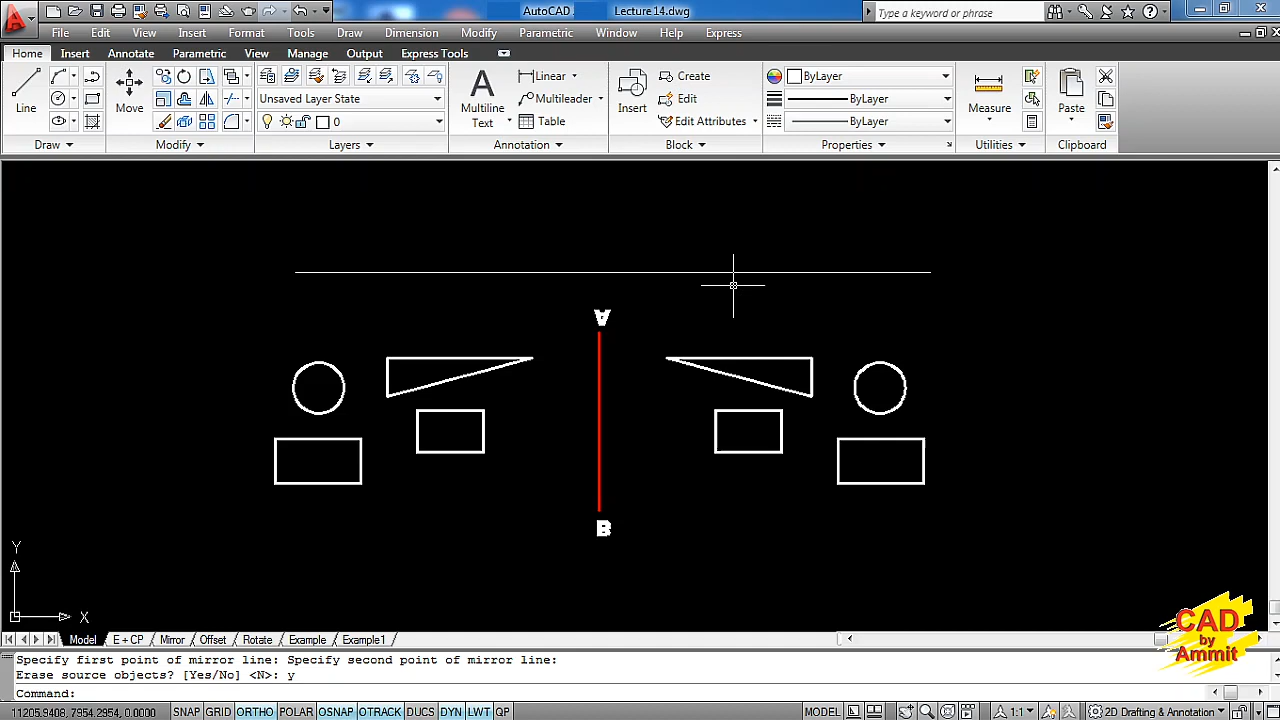 AutoCAD Lecture 14.dwg Type a keyword or phrase
File Edit View Insert Format Tools Draw Dimension Modify Parametric Window Help Express
Home Insert Annotate Parametric View Manage Output Express Tools
Line
Move
Unsaved Layer State
0
Multiline
Text
Linear
Multileader
Table
Insert
Create
Edit
Edit Attributes
ByLayer
ByLayer
ByLayer
Measure
Paste
Draw Modify Layers Annotation Block Properties Utilities Clipboard
A
B
Y
X
CAD
by
Ammit
Model E + CP Mirror Offset Rotate Example Example1
Specify first point of mirror line: Specify second point of mirror line:
Erase source objects? [Yes/No] <N>: y
Command:
11205.9408, 7954.2954, 0.0000 SNAP GRID ORTHO POLAR OSNAP OTRACK DUCS DYN LWT QP MODEL 1:1 2D Drafting & Annotation